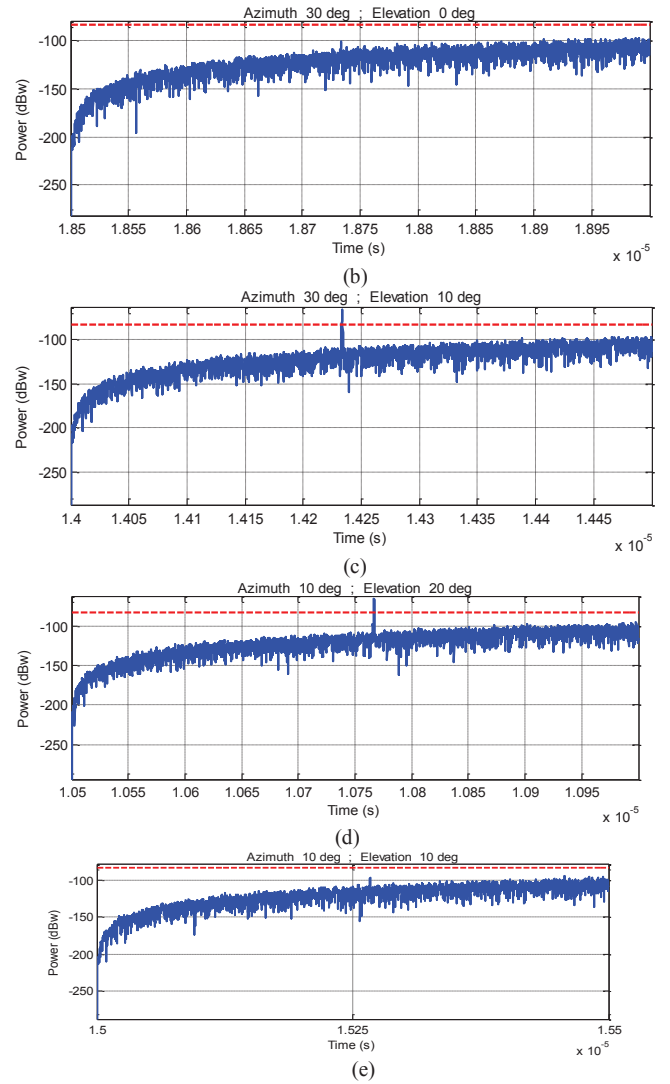 Azimuth 30 deg ; Elevation 0 deg
-100
-150
-200
-250
Power (dBw)
1.85 1.855 1.86 1.865 1.87 1.875 1.88 1.885 1.89 1.895
Time (s)
x 10^-5
(b)
Azimuth 30 deg ; Elevation 10 deg
-100
-150
-200
-250
Power (dBw)
1.4 1.405 1.41 1.415 1.42 1.425 1.43 1.435 1.44 1.445
Time (s)
x 10^-5
(c)
Azimuth 10 deg ; Elevation 20 deg
-100
-150
-200
-250
Power (dBw)
1.05 1.055 1.06 1.065 1.07 1.075 1.08 1.085 1.09 1.095
Time (s)
x 10^-5
(d)
Azimuth 10 deg ; Elevation 10 deg
-100
-150
-200
-250
Power (dBw)
1.5 1.525 1.55
Time (s)
x 10^-5
(e)